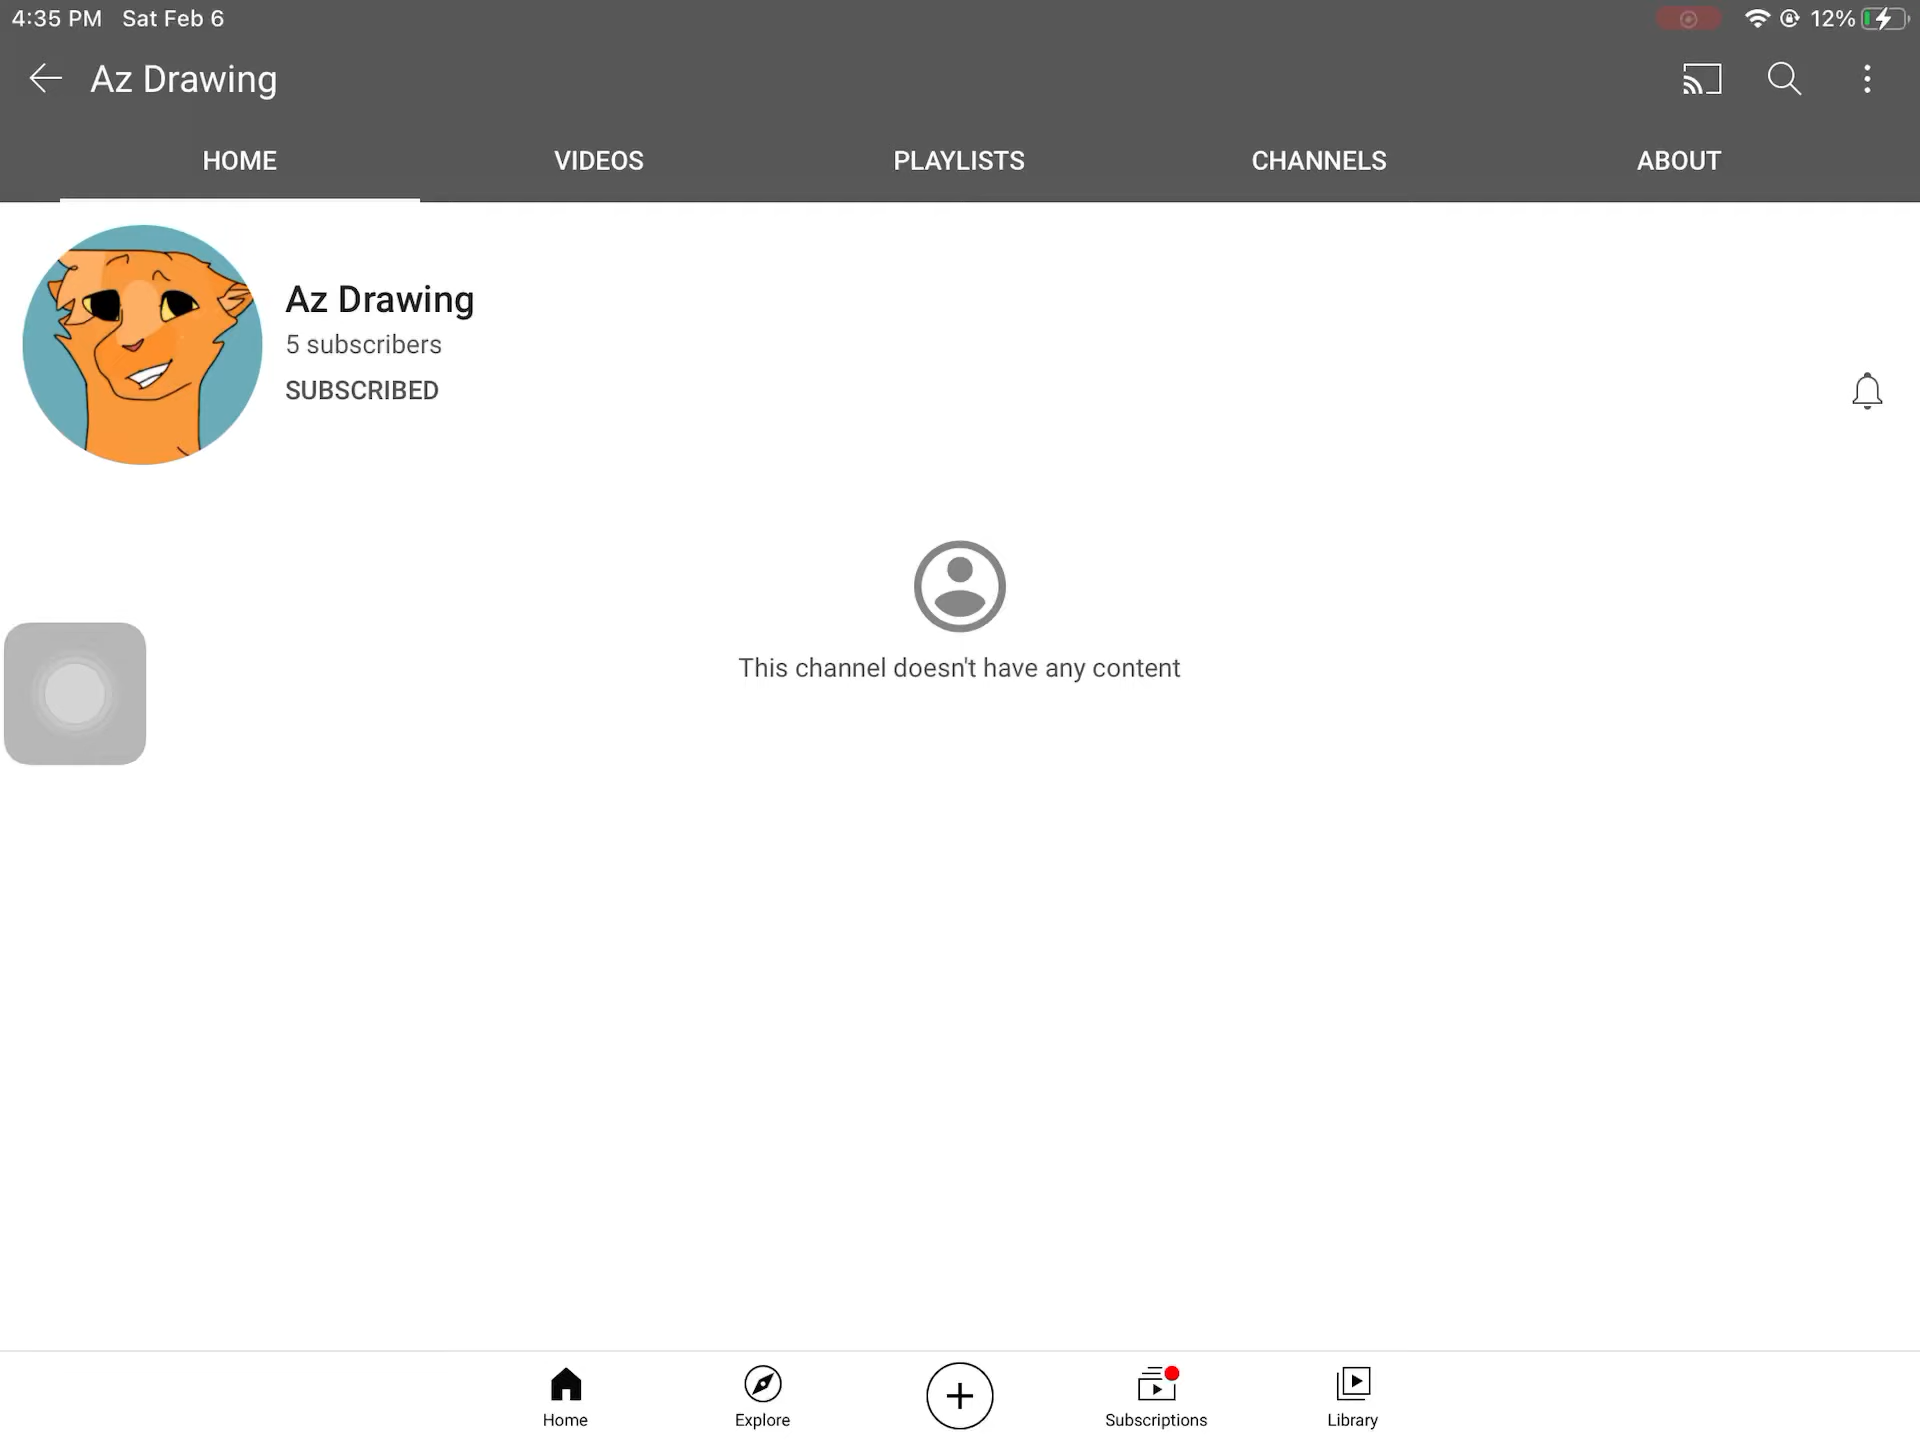 4:35 PM Sat Feb 6 12%
Az Drawing
HOME VIDEOS PLAYLISTS CHANNELS ABOUT
Az Drawing
5 subscribers
SUBSCRIBED
This channel doesn't have any content
Home Explore Subscriptions Library